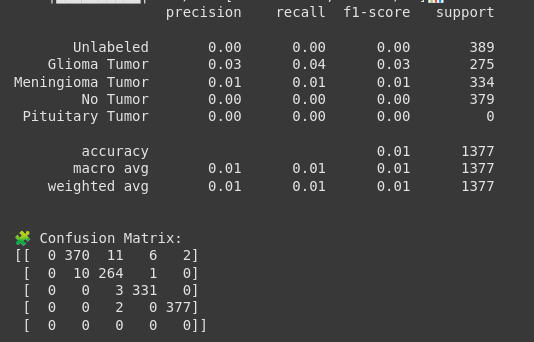 precision    recall  f1-score   support

       Unlabeled       0.00      0.00      0.00       389
    Glioma Tumor       0.03      0.04      0.03       275
Meningioma Tumor       0.01      0.01      0.01       334
        No Tumor       0.00      0.00      0.00       379
 Pituitary Tumor       0.00      0.00      0.00         0

        accuracy                           0.01      1377
       macro avg       0.01      0.01      0.01      1377
    weighted avg       0.01      0.01      0.01      1377

🧩 Confusion Matrix:
[[  0 370  11   6   2]
 [  0  10 264   1   0]
 [  0   0   3 331   0]
 [  0   0   2   0 377]
 [  0   0   0   0   0]]